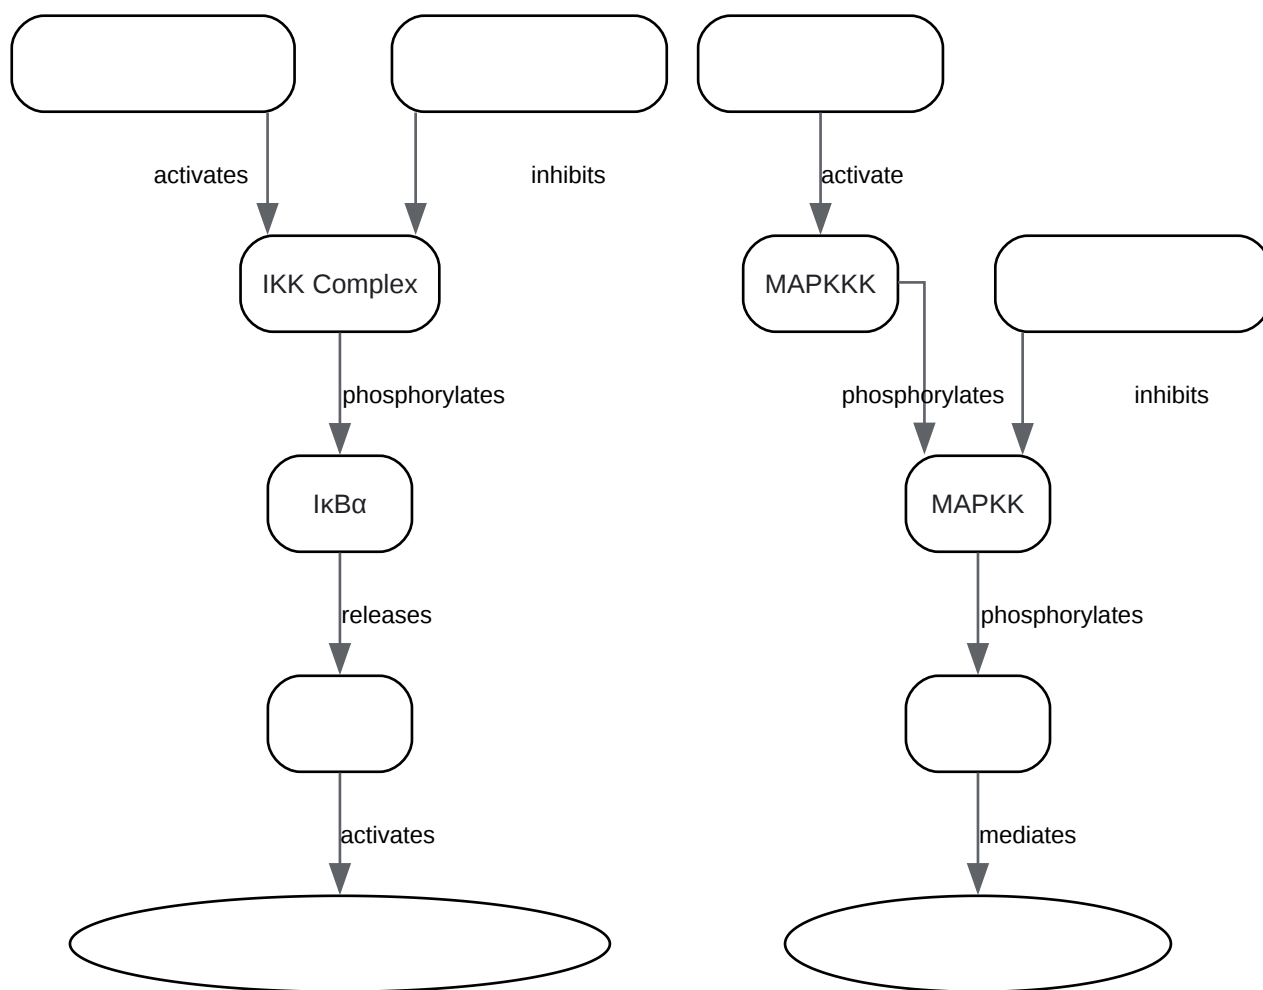 activates
inhibits
activate
IKK Complex
MAPKKK
phosphorylates
phosphorylates
inhibits
IκBα
MAPKK
releases
phosphorylates
activates
mediates